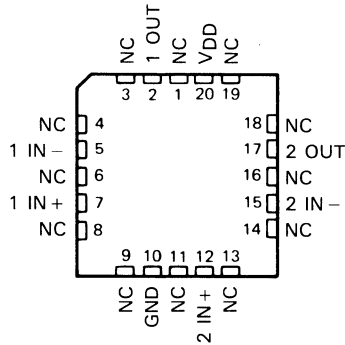 NC
1 OUT
NC
VDD
NC
3 2 1 20 19
NC 4
18 NC
1 IN− 5
17 2 OUT
NC 6
16 NC
1 IN+ 7
15 2 IN−
NC 8
14 NC
9 10 11 12 13
NC
GND
NC
2 IN+
NC